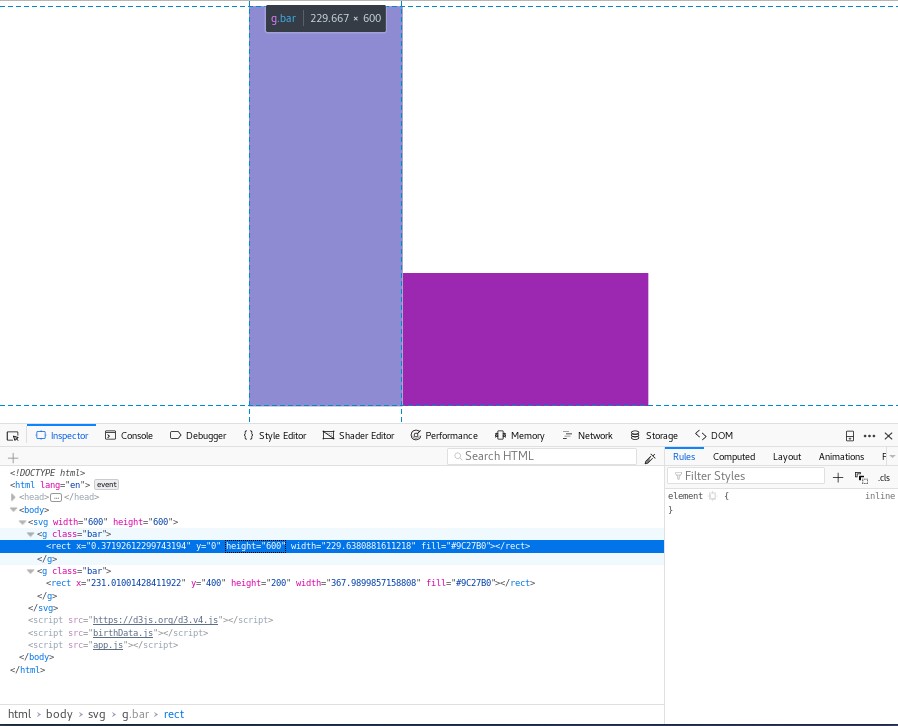 g.bar 229.667 × 600
Inspector Console Debugger Style Editor Shader Editor Performance Memory Network Storage DOM
+ Search HTML Rules Computed Layout Animations F
Filter Styles + .cls
<!DOCTYPE html>
<html lang="en"> event
<head>…</head>
<body>
<svg width="600" height="600">
<g class="bar">
<rect x="0.37192612299743194" y="0" height="600" width="229.6380881611218" fill="#9C27B0"></rect>
</g>
<g class="bar">
<rect x="231.01001428411922" y="400" height="200" width="367.9899857158808" fill="#9C27B0"></rect>
</g>
</svg>
<script src="https://d3js.org/d3.v4.js"></script>
<script src="birthData.js"></script>
<script src="app.js"></script>
</body>
</html>
element { inline
}
html > body > svg > g.bar > rect